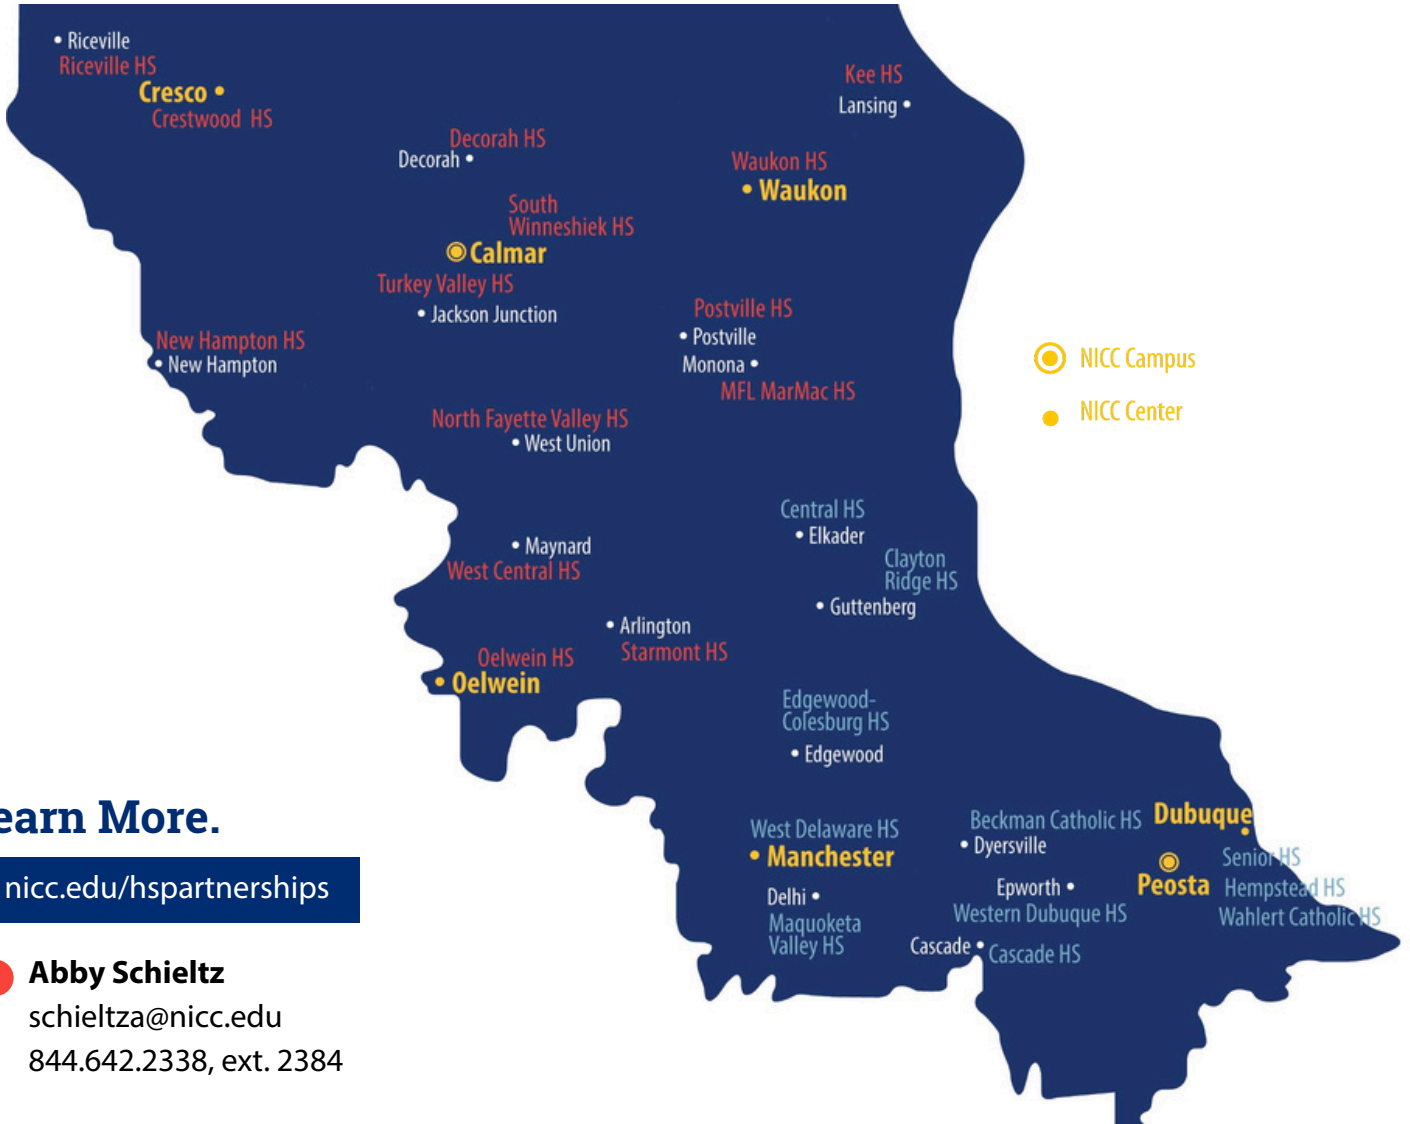 • Riceville
Riceville HS
Cresco •
Crestwood HS
Kee HS
Lansing •
Decorah HS
Decorah •
Waukon HS
• Waukon
South
Winneshiek HS
Calmar
Turkey Valley HS
• Jackson Junction
Postville HS
• Postville
Monona •
MFL MarMac HS
New Hampton HS
• New Hampton
NICC Campus
NICC Center
North Fayette Valley HS
• West Union
Central HS
• Elkader
Clayton
Ridge HS
• Guttenberg
• Maynard
West Central HS
• Arlington
Starmont HS
Oelwein HS
• Oelwein
Edgewood-
Colesburg HS
• Edgewood
West Delaware HS
• Manchester
Delhi •
Maquoketa
Valley HS
Beckman Catholic HS
• Dyersville
Epworth •
Western Dubuque HS
Cascade •
Cascade HS
Dubuque
Peosta
Senior HS
Hempstead HS
Wahlert Catholic HS
earn More.
nicc.edu/hspartnerships
Abby Schieltz
schieltza@nicc.edu
844.642.2338, ext. 2384